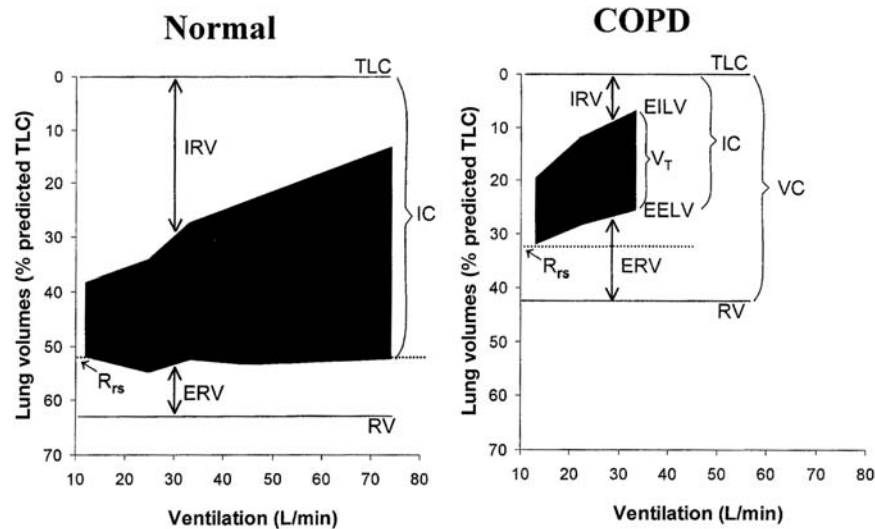 Normal
TLC
IRV
IC
R_rs
ERV
RV
0
10
20
30
40
50
60
70
Lung volumes (% predicted TLC)
10 20 30 40 50 60 70 80
Ventilation (L/min)
COPD
TLC
IRV
EILV
V_T
IC
VC
EELV
R_rs
ERV
RV
0
10
20
30
40
50
60
70
Lung volumes (% predicted TLC)
10 20 30 40 50 60 70 80
Ventilation (L/min)